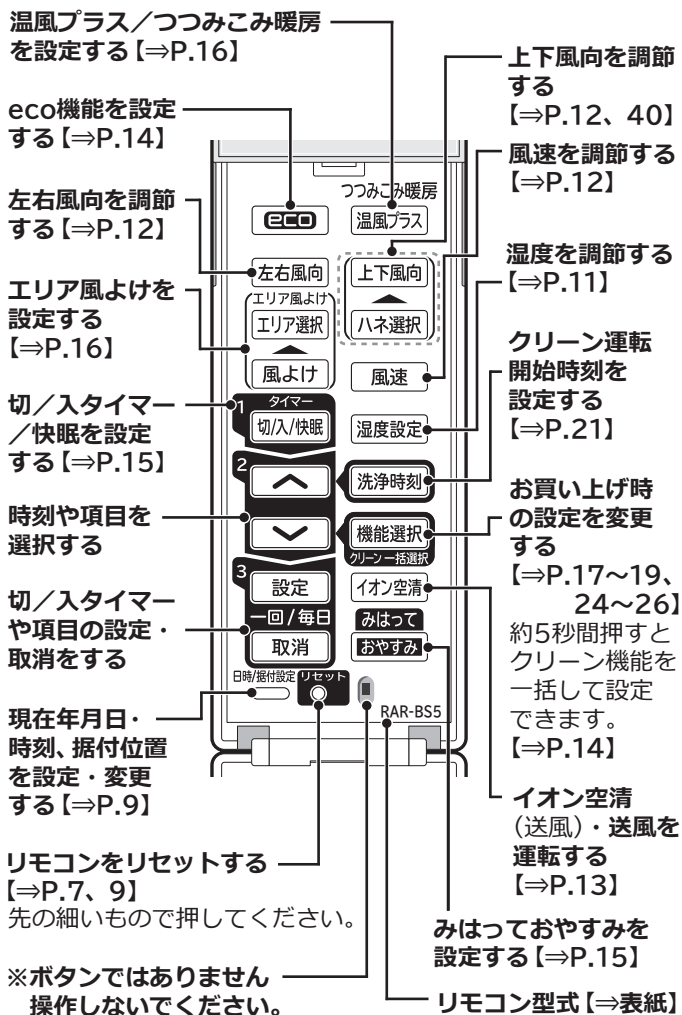 温風プラス／つつみこみ暖房
を設定する【⇒P.16】
eco機能を設定
する【⇒P.14】
左右風向を調節
する【⇒P.12】
エリア風よけを
設定する
【⇒P.16】
切／入タイマー
／快眠を設定
する【⇒P.15】
時刻や項目を
選択する
切／入タイマー
や項目の設定・
取消をする
現在年月日・
時刻、据付位置
を設定・変更
する【⇒P.9】
リモコンをリセットする
【⇒P.7、9】
先の細いもので押してください。
※ボタンではありません
操作しないでください。
つつみこみ暖房
eco
温風プラス
左右風向
上下風向
エリア風よけ
エリア選択
ハネ選択
風よけ
風速
1
タイマー
切/入/快眠
湿度設定
2
洗浄時刻
機能選択
クリーン一括選択
3
設定
イオン空清
一回/毎日
みはって
取消
おやすみ
日時/据付設定
リセット
RAR-BS5
上下風向を調節
する
【⇒P.12、40】
風速を調節する
【⇒P.12】
湿度を調節する
【⇒P.11】
クリーン運転
開始時刻を
設定する
【⇒P.21】
お買い上げ時
の設定を変更
する
【⇒P.17～19、
24～26】
約5秒間押すと
クリーン機能を
一括して設定
できます。
【⇒P.14】
イオン空清
（送風）・送風を
運転する
【⇒P.13】
みはっておやすみを
設定する【⇒P.15】
リモコン型式【⇒表紙】